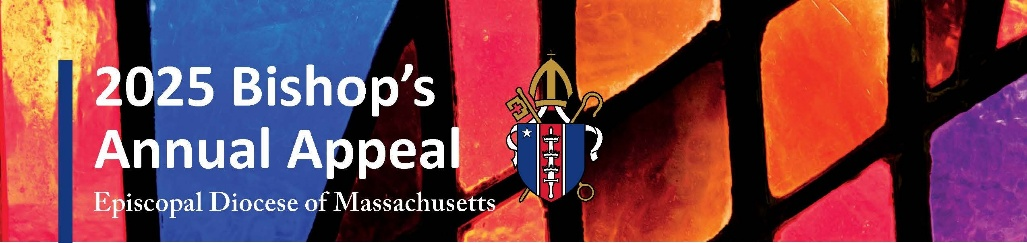 2025 Bishop's
Annual Appeal
Episcopal Diocese of Massachusetts